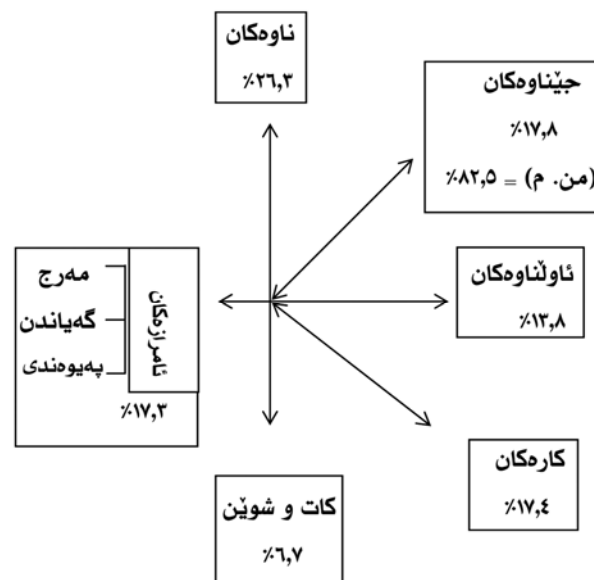 ناوەکان
٪٢٦,٣
جێناوەکان
٪١٧,٨
(من. م) = ٪٨٢,٥
ئاوڵناوەکان
٪١٣,٨
کارەکان
٪١٧,٤
کات و شوێن
٪٦,٧
ئامرازەکان
مەرج
گەیاندن
پەیوەندی
٪١٧,٣